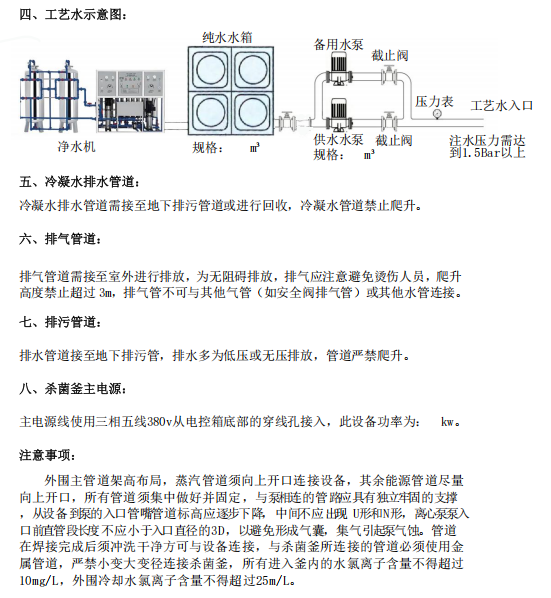 四、工艺水示意图：
纯水水箱
备用水泵
截止阀
压力表
工艺水入口
净水机
规格： m³
供水水泵
规格： m³
截止阀
注水压力需达
到1.5Bar以上
五、冷凝水排水管道：
冷凝水排水管道需接至地下排污管道或进行回收，冷凝水管道禁止爬升。
六、排气管道：
排气管道需接至室外进行排放，为无阻碍排放，排气应注意避免烫伤人员，爬升
高度禁止超过 3m，排气管不可与其他气管（如安全阀排气管）或其他水管连接。
七、排污管道：
排水管道接至地下排污管，排水多为低压或无压排放，管道严禁爬升。
八、杀菌釜主电源：
主电源线使用三相五线380v从电控箱底部的穿线孔接入，此设备功率为： kw。
注意事项：
外围主管道架高布局，蒸汽管道须向上开口连接设备，其余能源管道尽量
向上开口，所有管道须集中做好并固定，与泵相连的管路应具有独立牢固的支撑
，从设备到泵的入口管嘴管道标高应逐步下降，中间不应出现 U形和N形，离心泵泵入
口前直管段长度不应小于入口直径的3D，以避免形成气囊，集气引起泵气蚀。管道
在焊接完成后须冲洗干净方可与设备连接，与杀菌釜所连接的管道必须使用金
属管道，严禁小变大变径连接杀菌釜，所有进入釜内的水氯离子含量不得超过
10mg/L，外围冷却水氯离子含量不得超过25m/L。